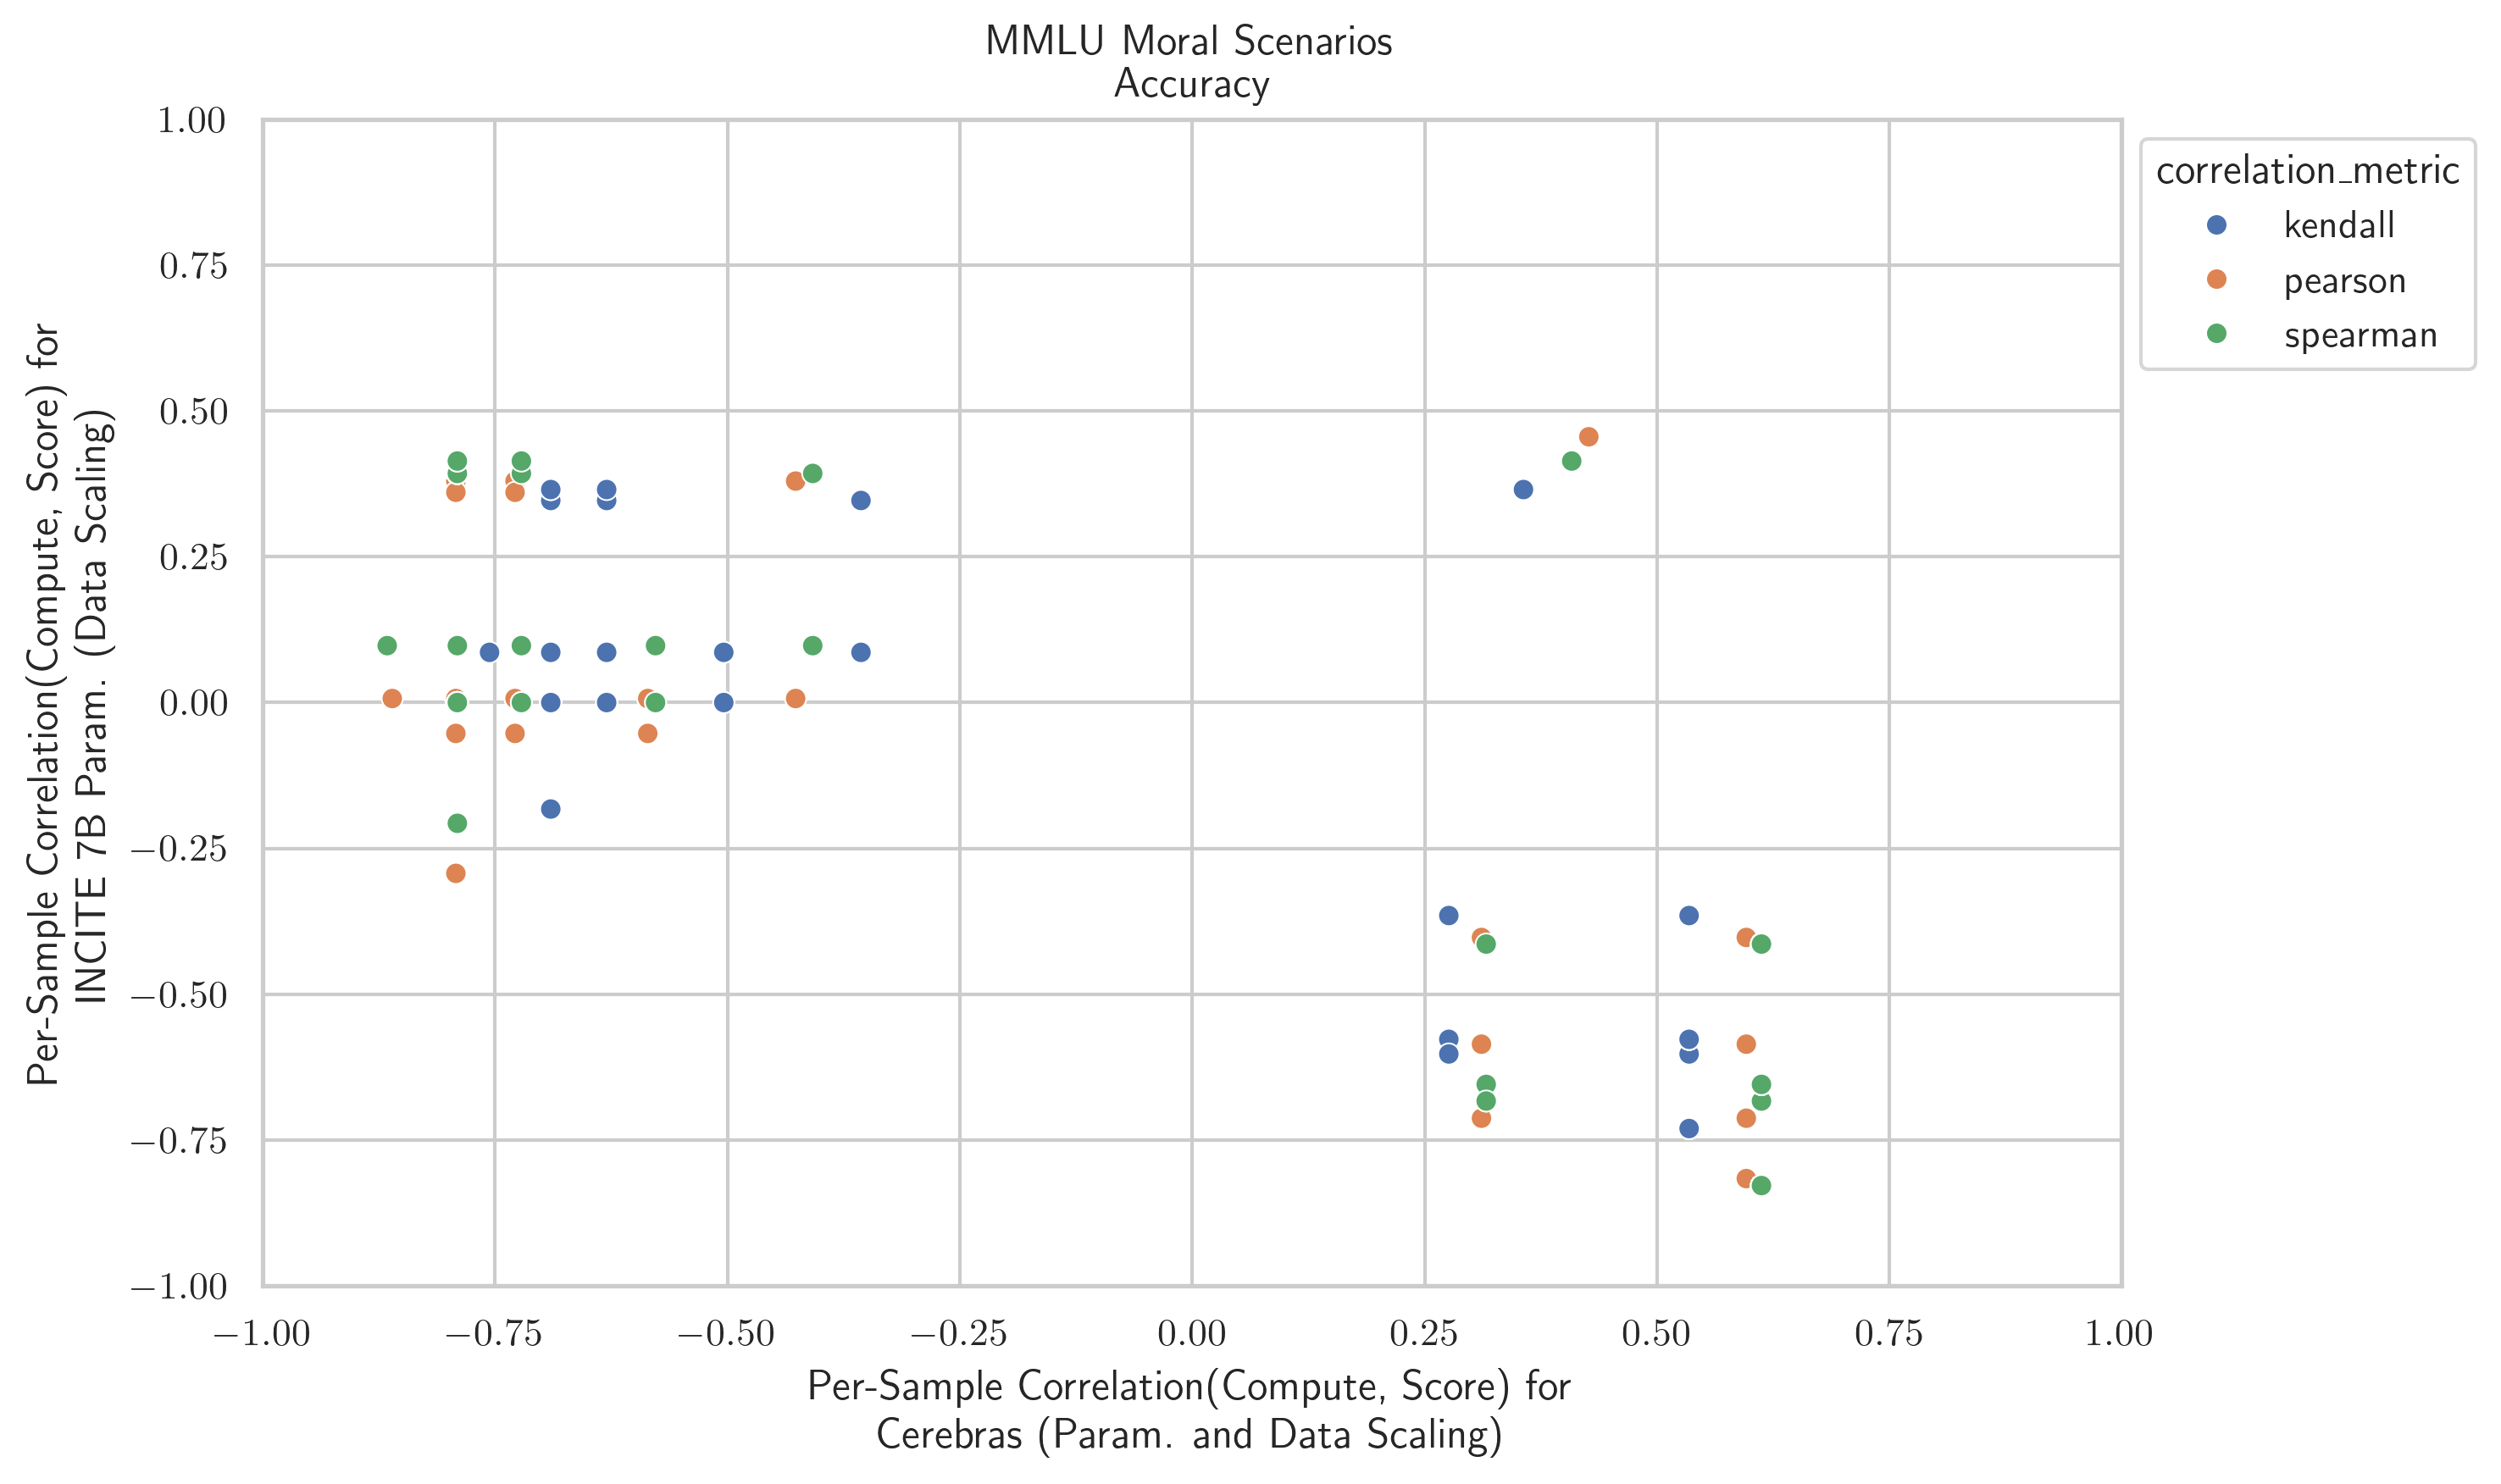 MMLU Moral Scenarios
Accuracy
Per-Sample Correlation(Compute, Score) for
INCITE 7B Param. (Data Scaling)
1.00
0.75
0.50
0.25
0.00
−0.25
−0.50
−0.75
−1.00
−1.00
−0.75
−0.50
−0.25
0.00
0.25
0.50
0.75
1.00
Per-Sample Correlation(Compute, Score) for
Cerebras (Param. and Data Scaling)
correlation_metric
kendall
pearson
spearman